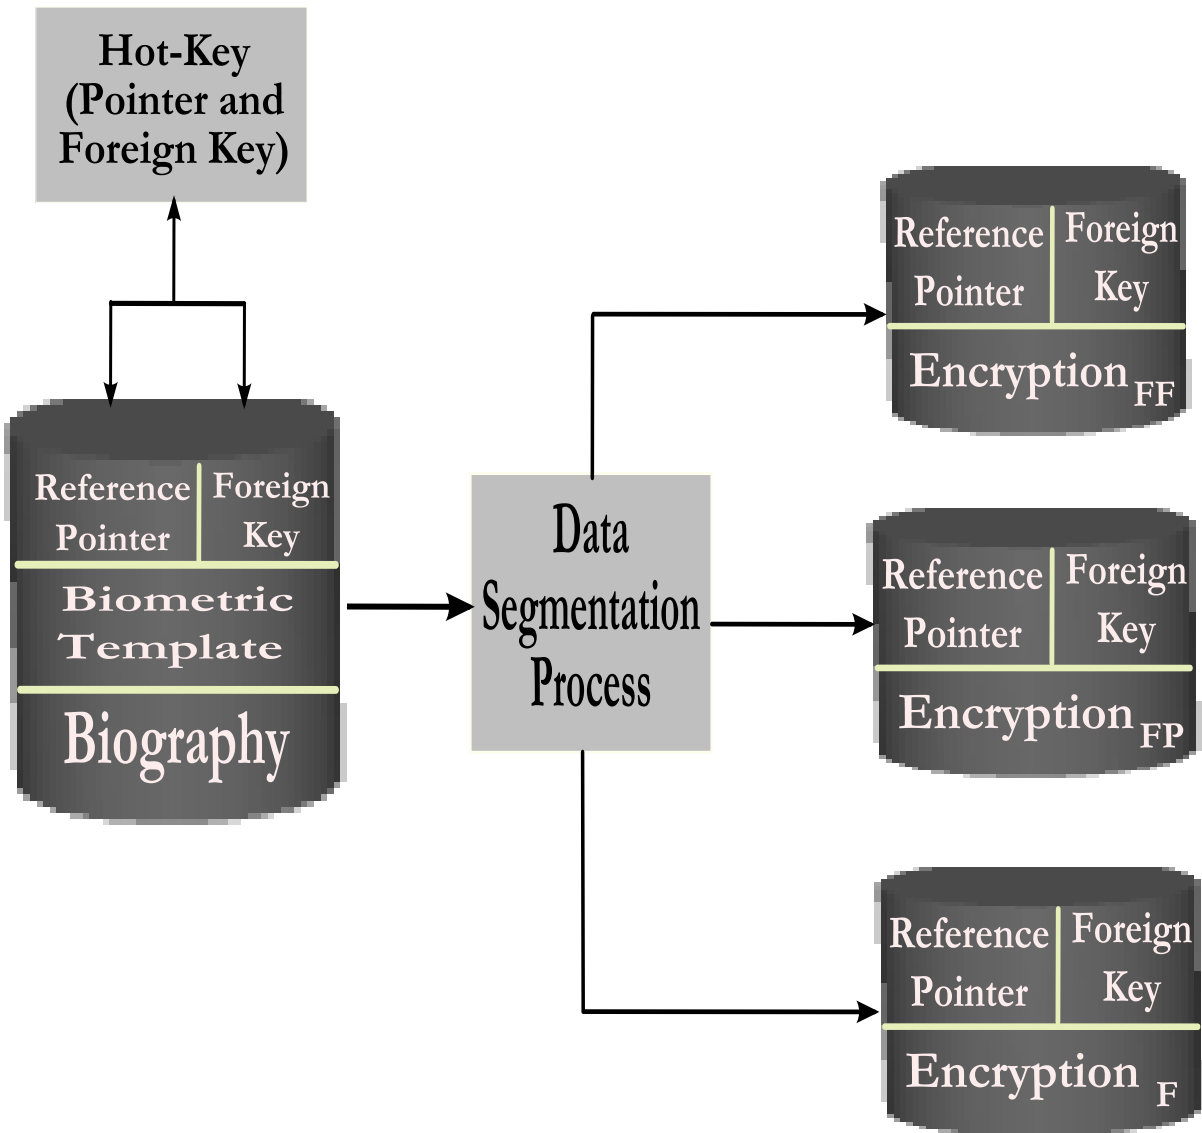 Hot-Key
(Pointer and
Foreign Key)
Reference
Pointer
Foreign
Key
Biometric
Template
Biography
Data
Segmentation
Process
Reference
Pointer
Foreign
Key
Encryption FF
Reference
Pointer
Foreign
Key
Encryption FP
Reference
Pointer
Foreign
Key
Encryption F